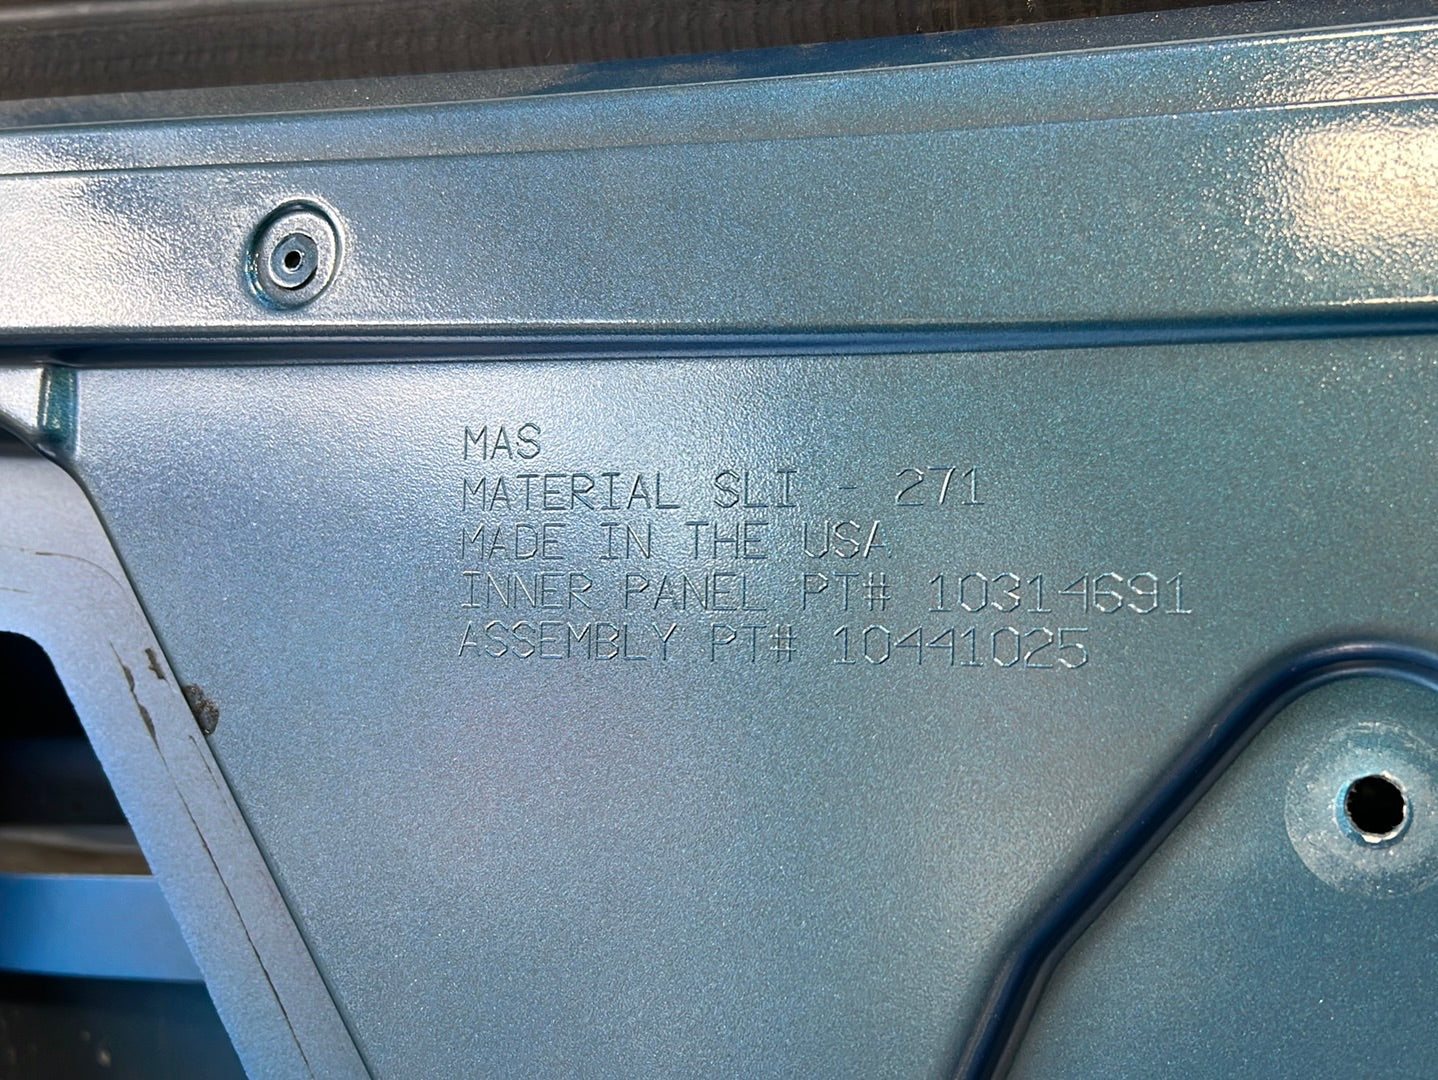 MAS
MATERIAL SLI - 271
MADE IN THE USA
INNER PANEL PT# 10314691
ASSEMBLY PT# 10441025